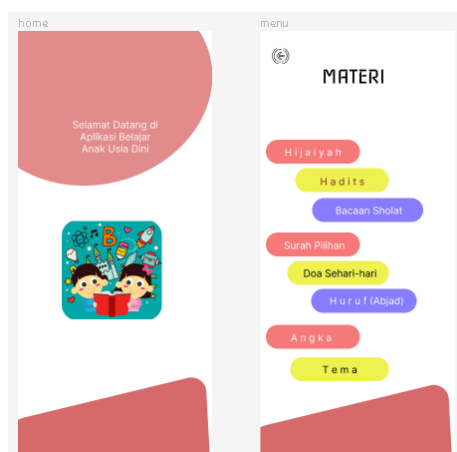 home
Selamat Datang di
Aplikasi Belajar
Anak Usia Dini
B
menu
MATERI
Hijaiyah
Hadits
Bacaan Sholat
Surah Pilihan
Doa Sehari-hari
Huruf (Abjad)
Angka
Tema